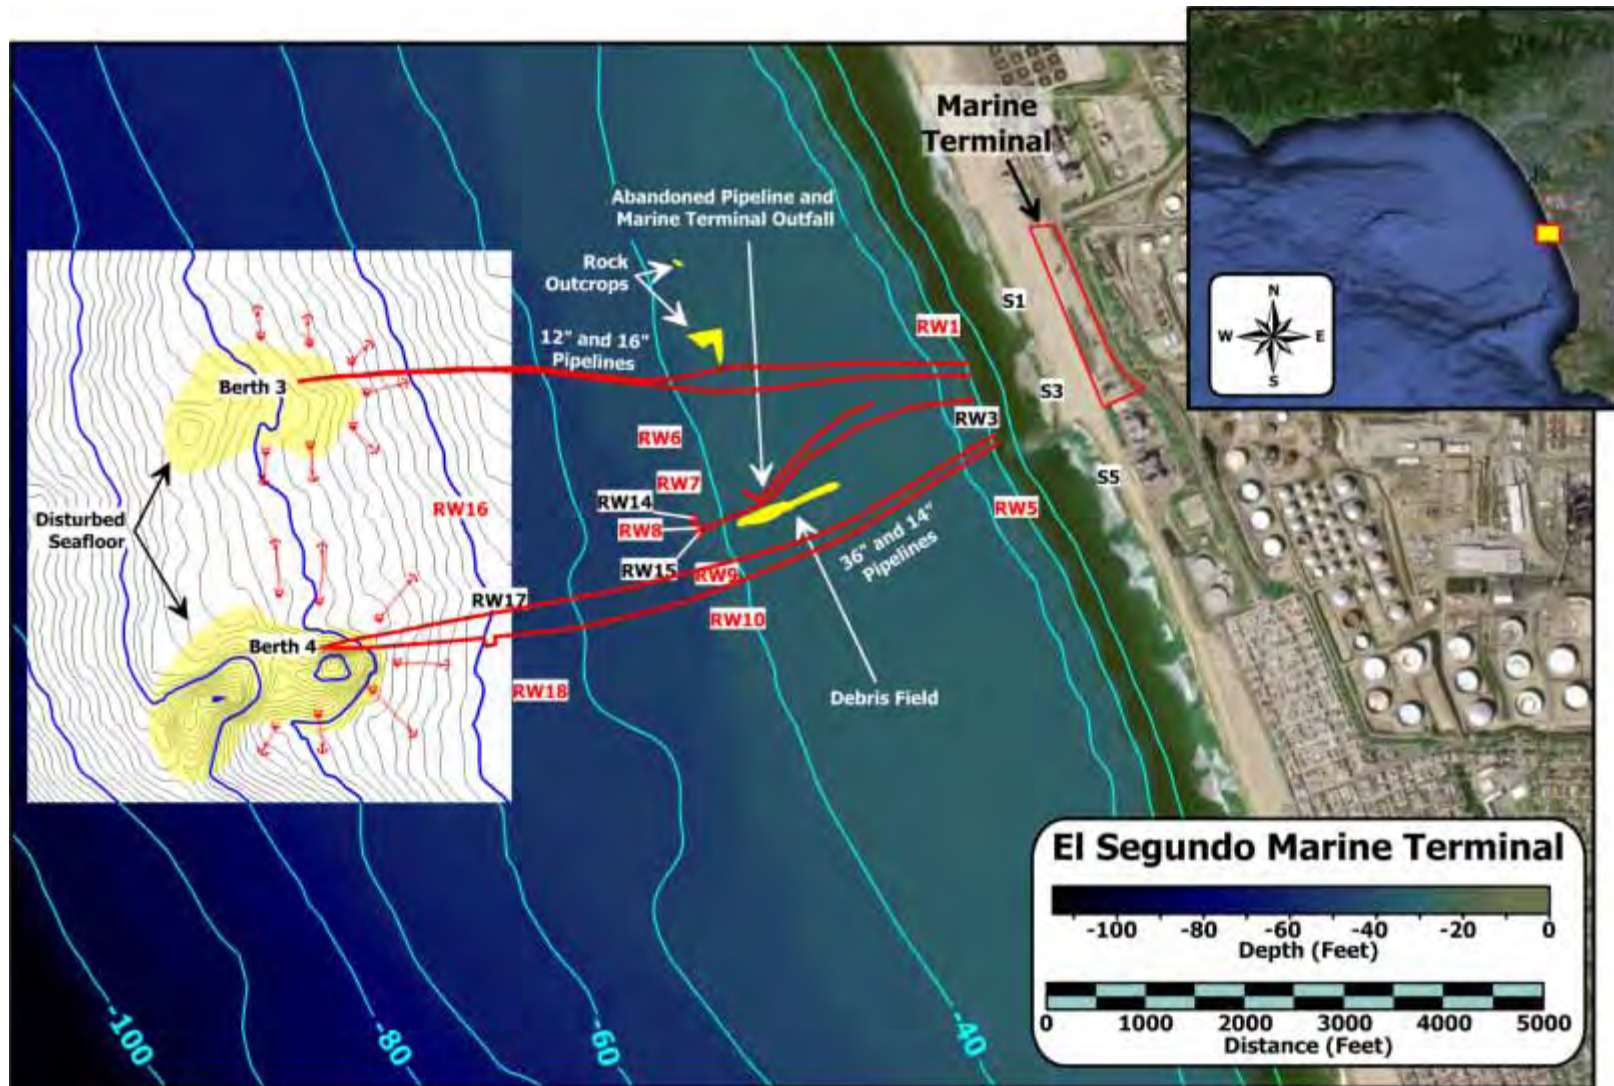 Marine
Terminal
Abandoned Pipeline and
Marine Terminal Outfall
Rock
Outcrops
12" and 16"
Pipelines
RW1
S1
S3
RW3
S5
RW5
RW6
RW7
RW14
RW8
RW15
RW9
RW10
36" and 14"
Pipelines
Debris Field
Berth 3
RW16
Disturbed
Seafloor
RW17
Berth 4
RW18
-100
-80
-60
-40
N
W E
S
El Segundo Marine Terminal
-100 -80 -60 -40 -20 0
Depth (Feet)
0 1000 2000 3000 4000 5000
Distance (Feet)